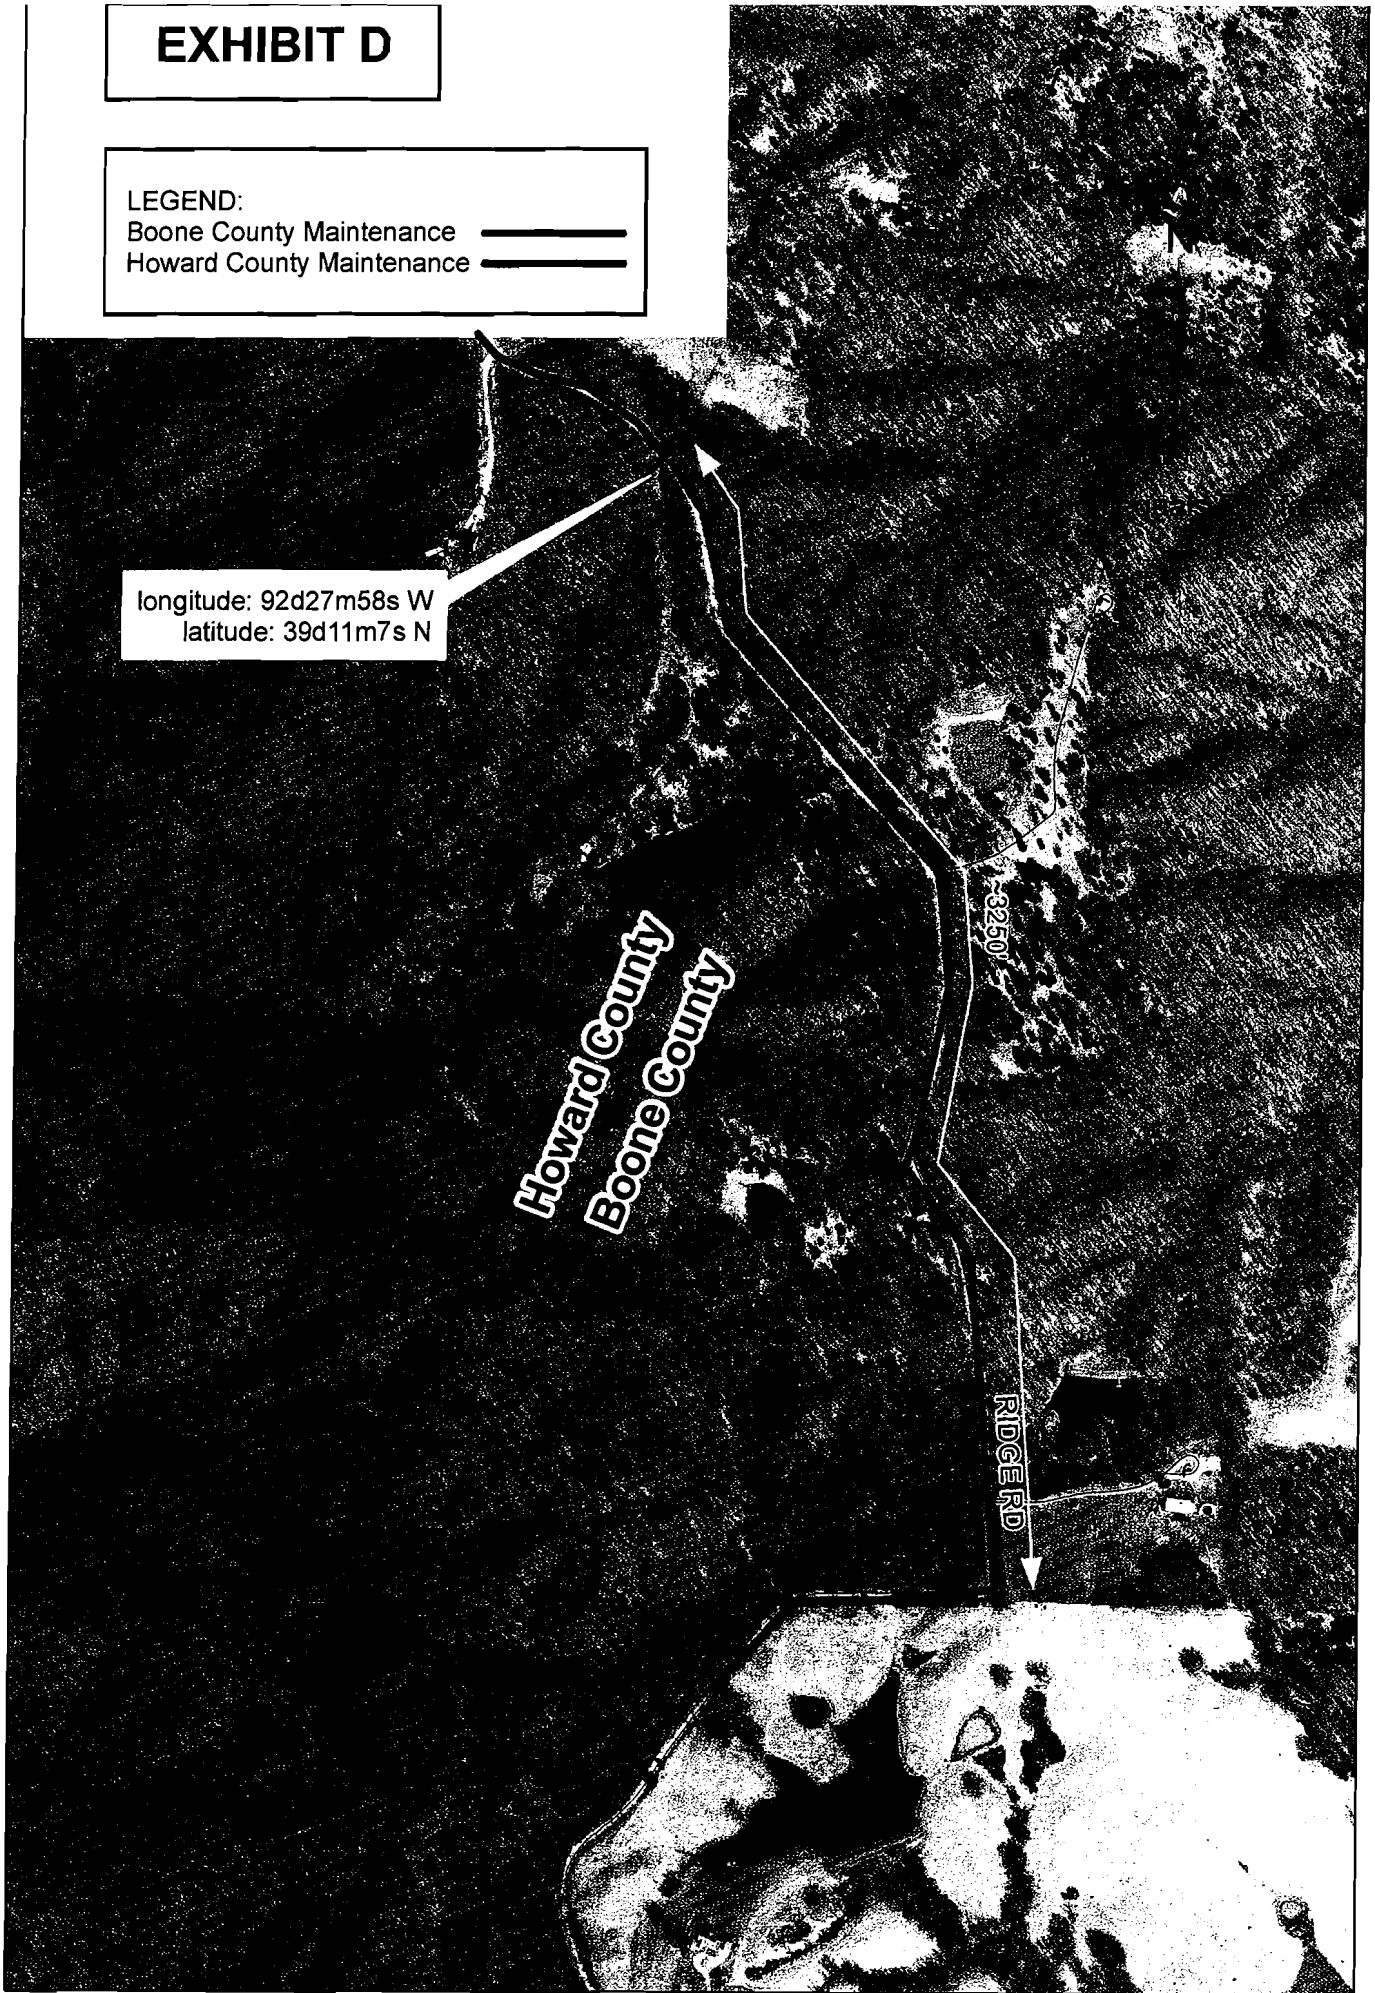 EXHIBIT D
LEGEND:
Boone County Maintenance
Howard County Maintenance
N
longitude: 92d27m58s W
latitude: 39d11m7s N
~3250'
Howard County
Boone County
RIDGE RD